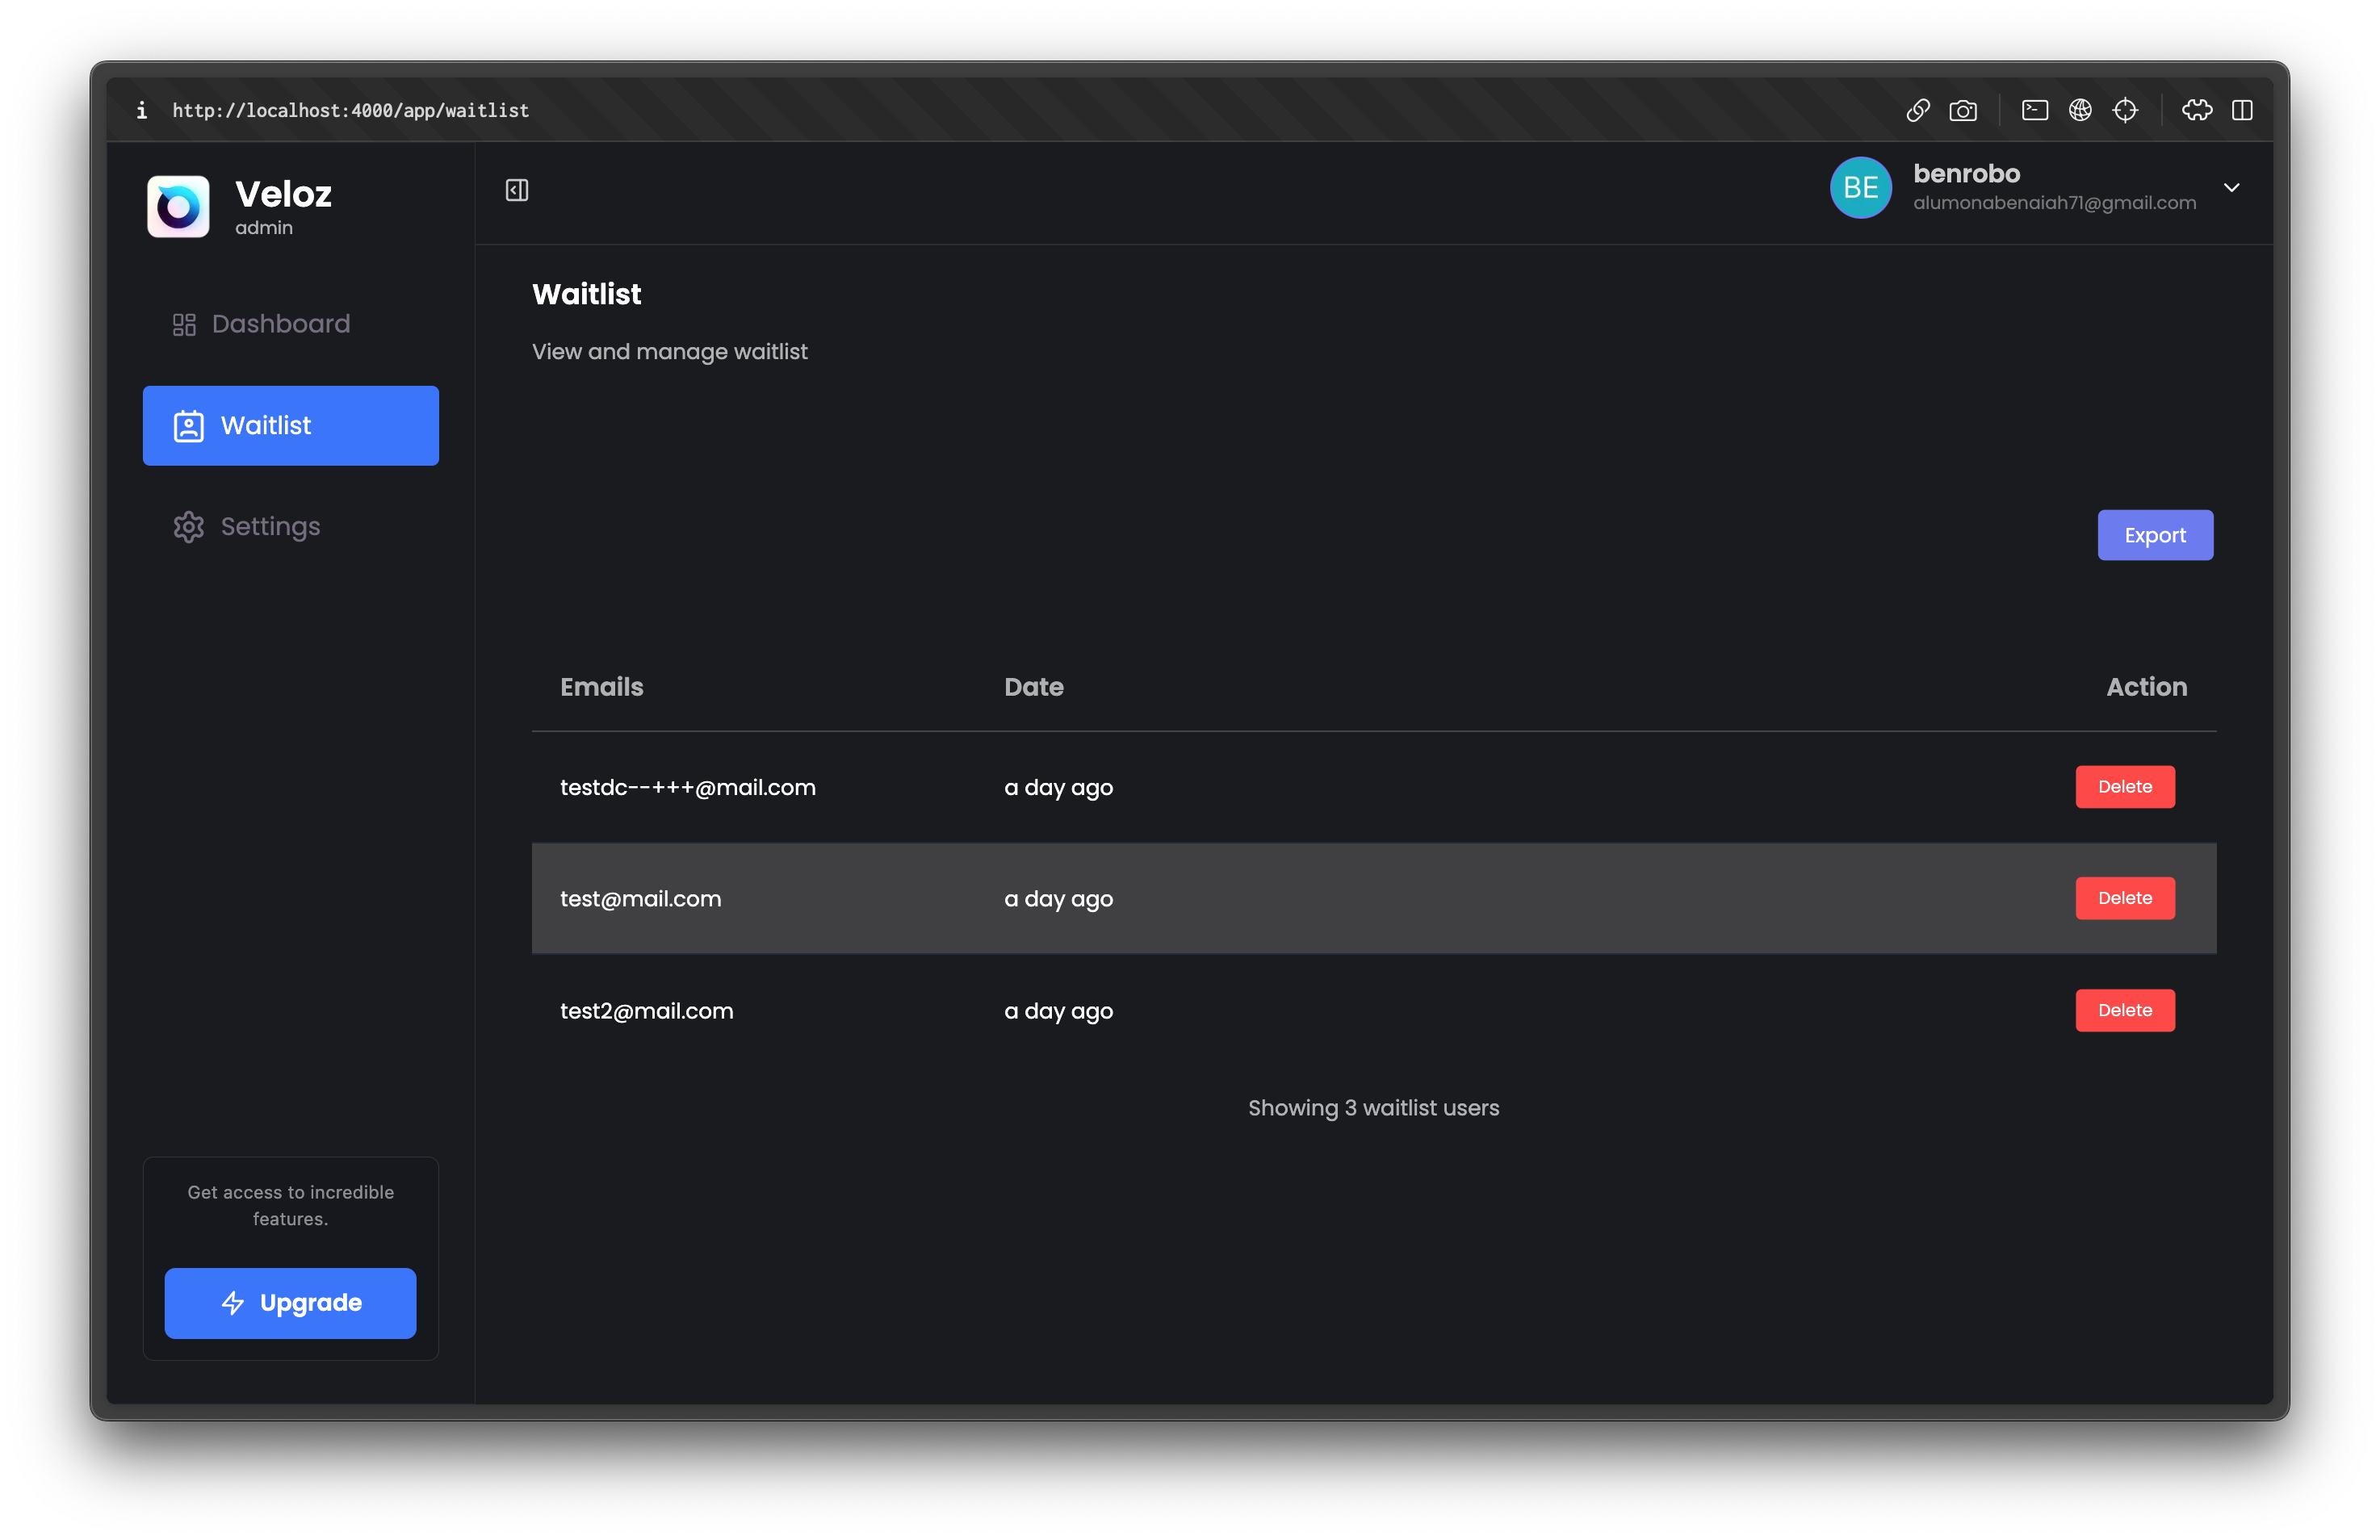 i http://localhost:4000/app/waitlist
Veloz
admin
BE
benrobo
alumonabenaiah71@gmail.com
Dashboard
Waitlist
Settings
Waitlist
View and manage waitlist
Export
Emails Date Action
testdc--+++@mail.com a day ago Delete
test@mail.com a day ago Delete
test2@mail.com a day ago Delete
Showing 3 waitlist users
Get access to incredible
features.
Upgrade